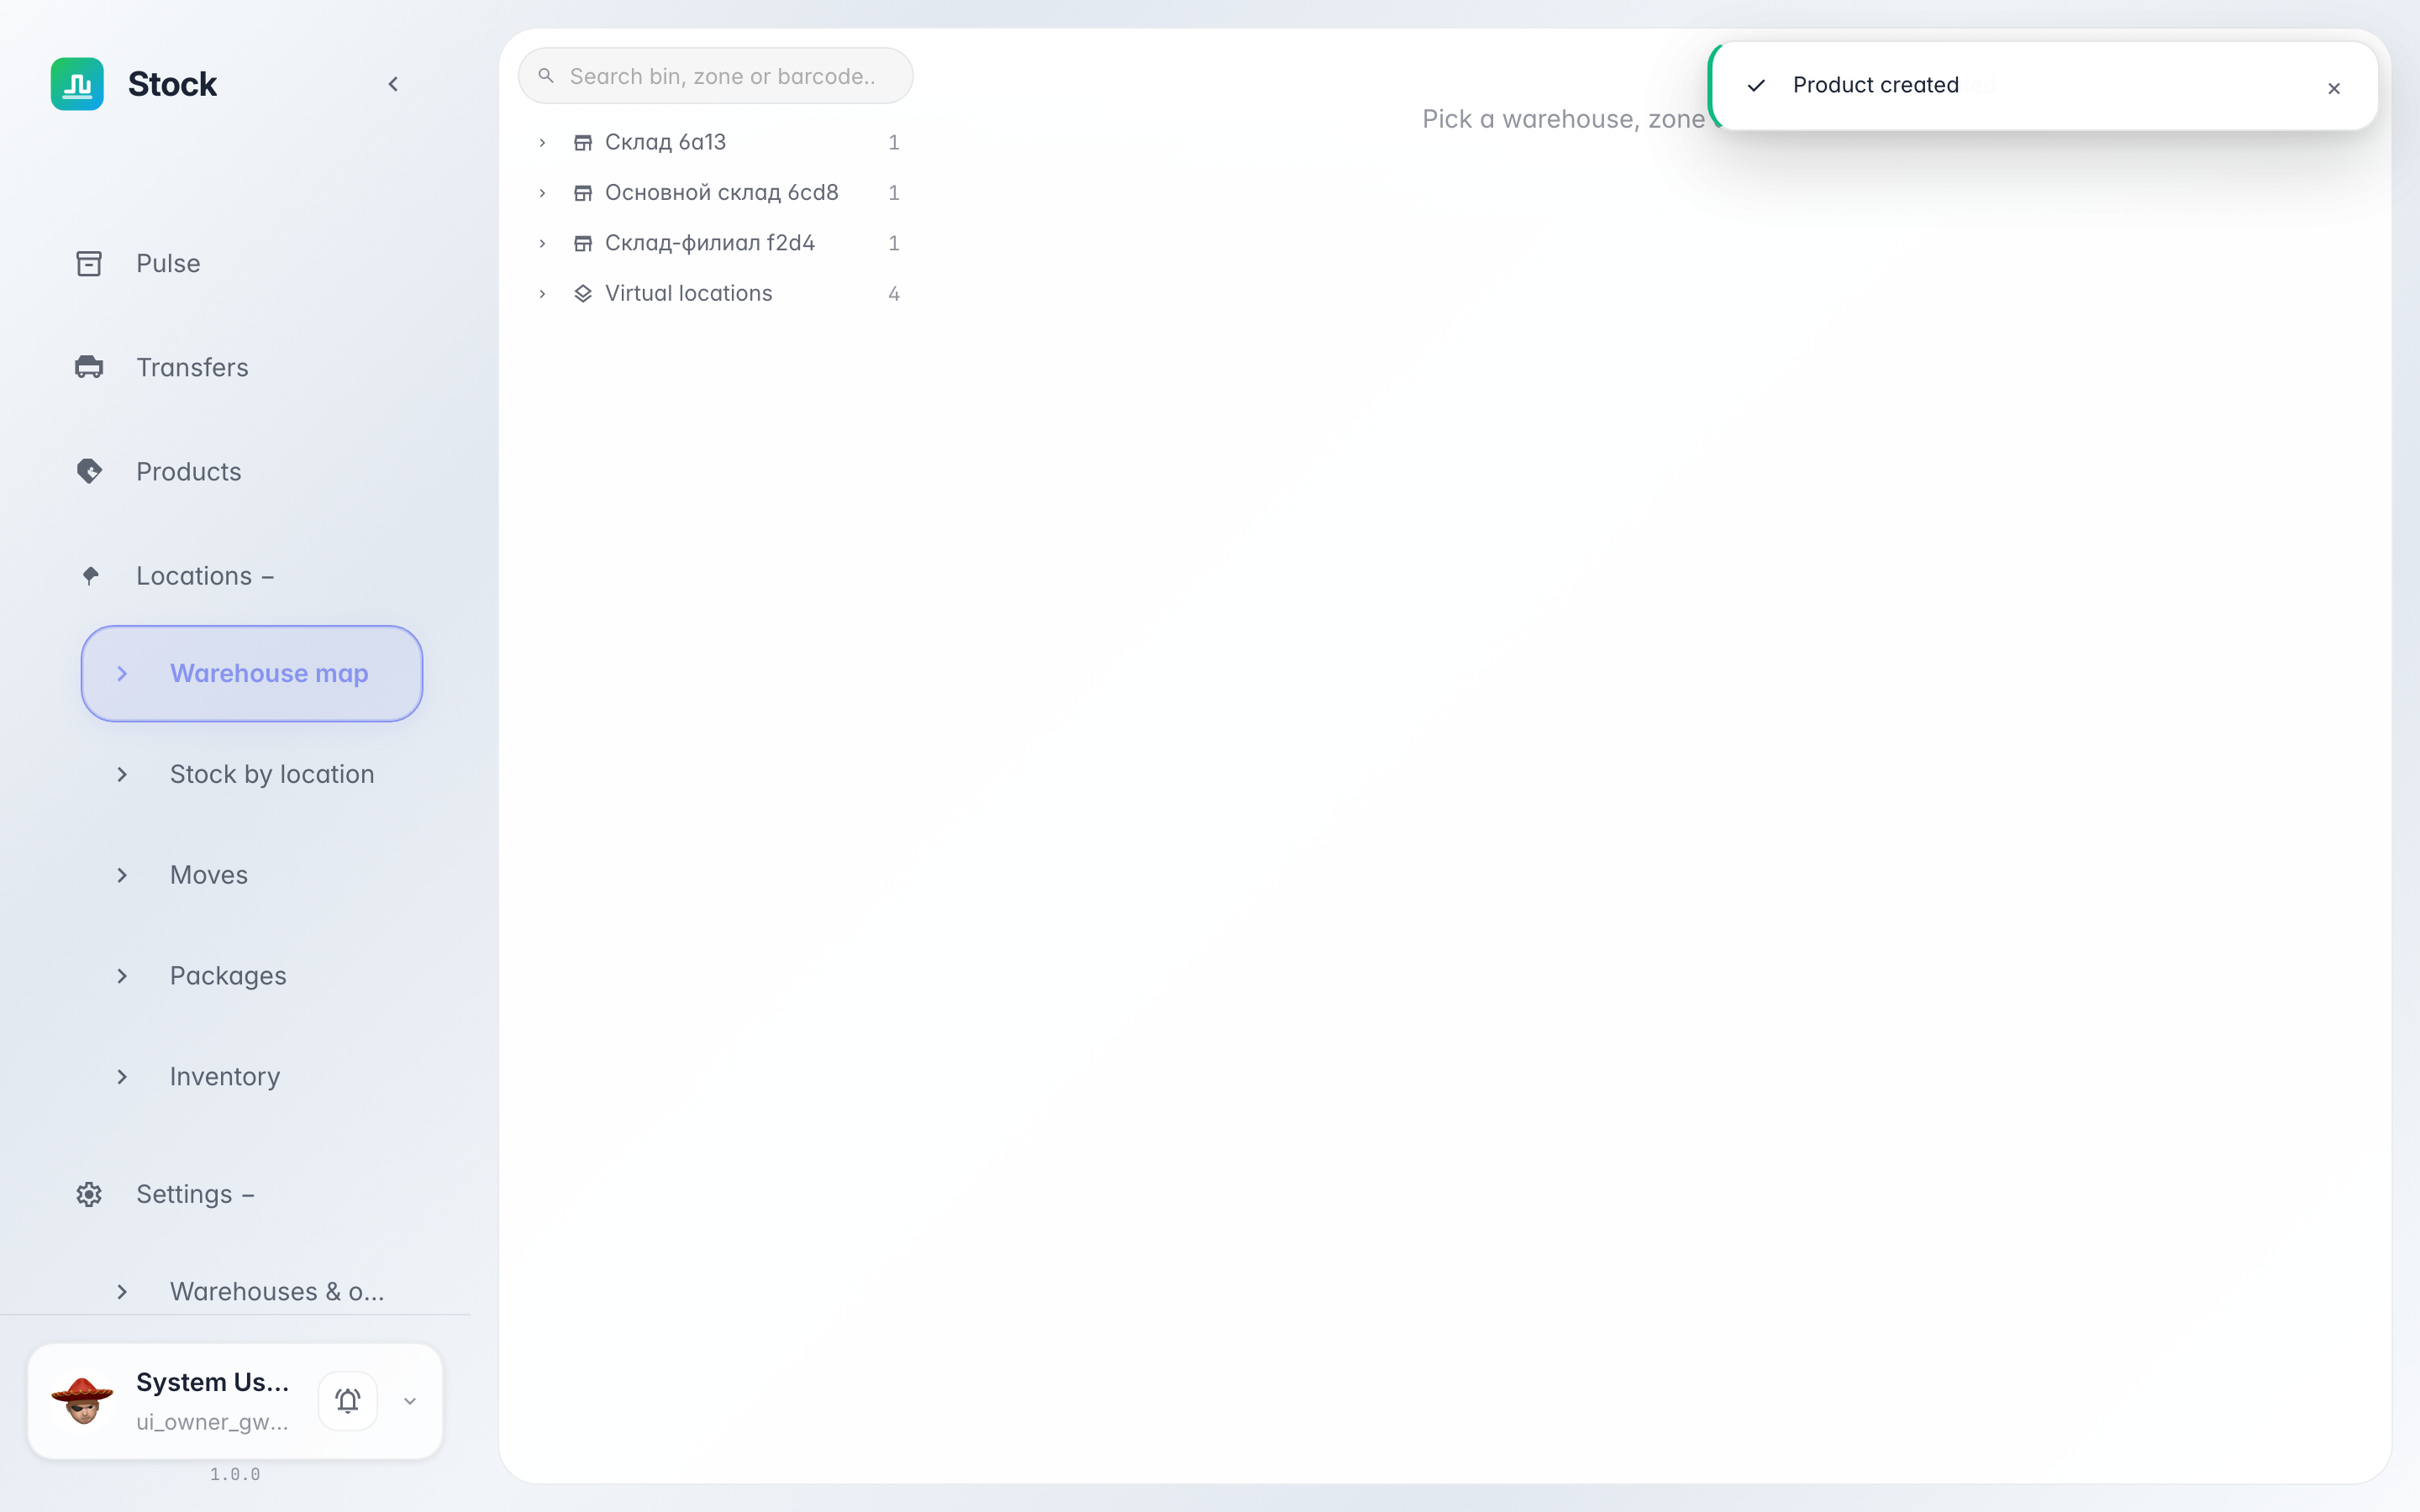 Stock
Pulse
Transfers
Products
Locations –
Warehouse map
Stock by location
Moves
Packages
Inventory
Settings –
Warehouses & o...
System Us...
ui_owner_gw...
1.0.0
Search bin, zone or barcode..
Склад 6a13 1
Основной склад 6cd8 1
Склад-филиал f2d4 1
Virtual locations 4
Pick a warehouse, zone
Product created